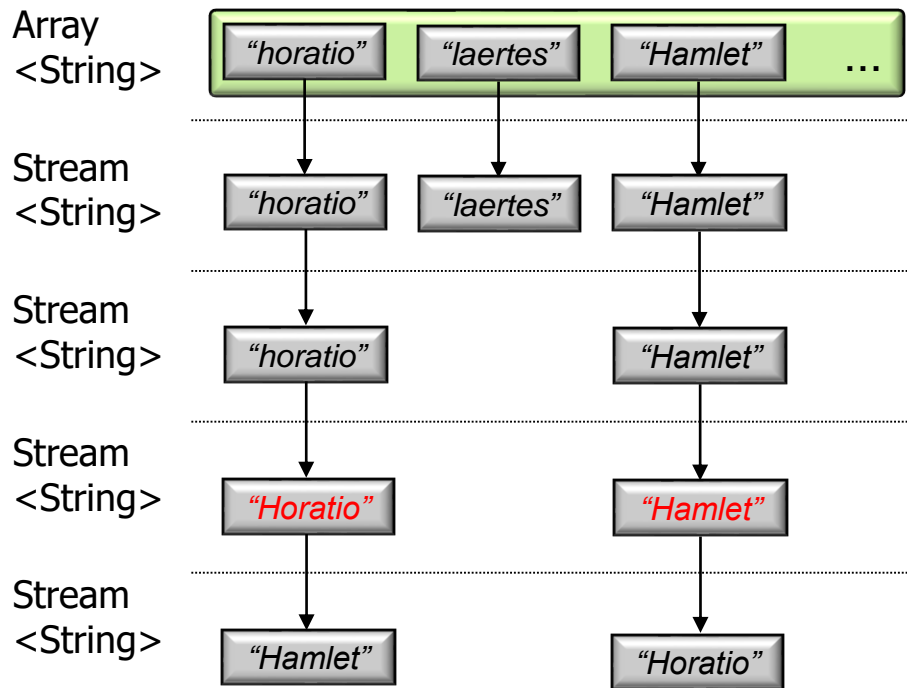 Array
<String>
“horatio” “laertes” “Hamlet” ...
Stream
<String>
“horatio” “laertes” “Hamlet”
Stream
<String>
“horatio” “Hamlet”
Stream
<String>
“Horatio” “Hamlet”
Stream
<String>
“Hamlet” “Horatio”